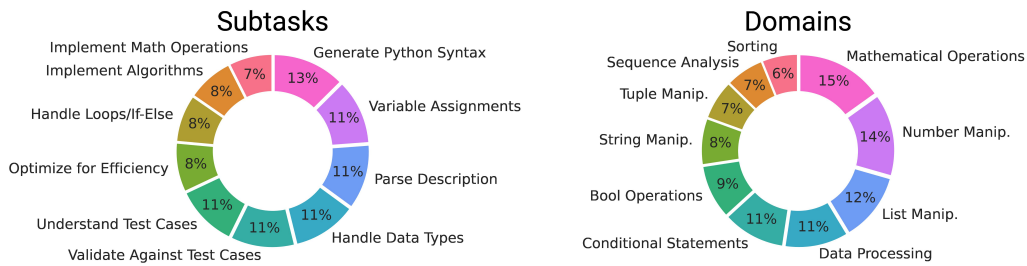 Subtasks
Implement Math Operations
7%
Generate Python Syntax
13%
Implement Algorithms
8%
Variable Assignments
11%
Handle Loops/If-Else
8%
Parse Description
11%
Optimize for Efficiency
8%
Handle Data Types
11%
Understand Test Cases
11%
Validate Against Test Cases
11%
Domains
Sorting
6%
Mathematical Operations
15%
Sequence Analysis
7%
Number Manip.
14%
Tuple Manip.
7%
List Manip.
12%
String Manip.
8%
Data Processing
11%
Bool Operations
9%
Conditional Statements
11%